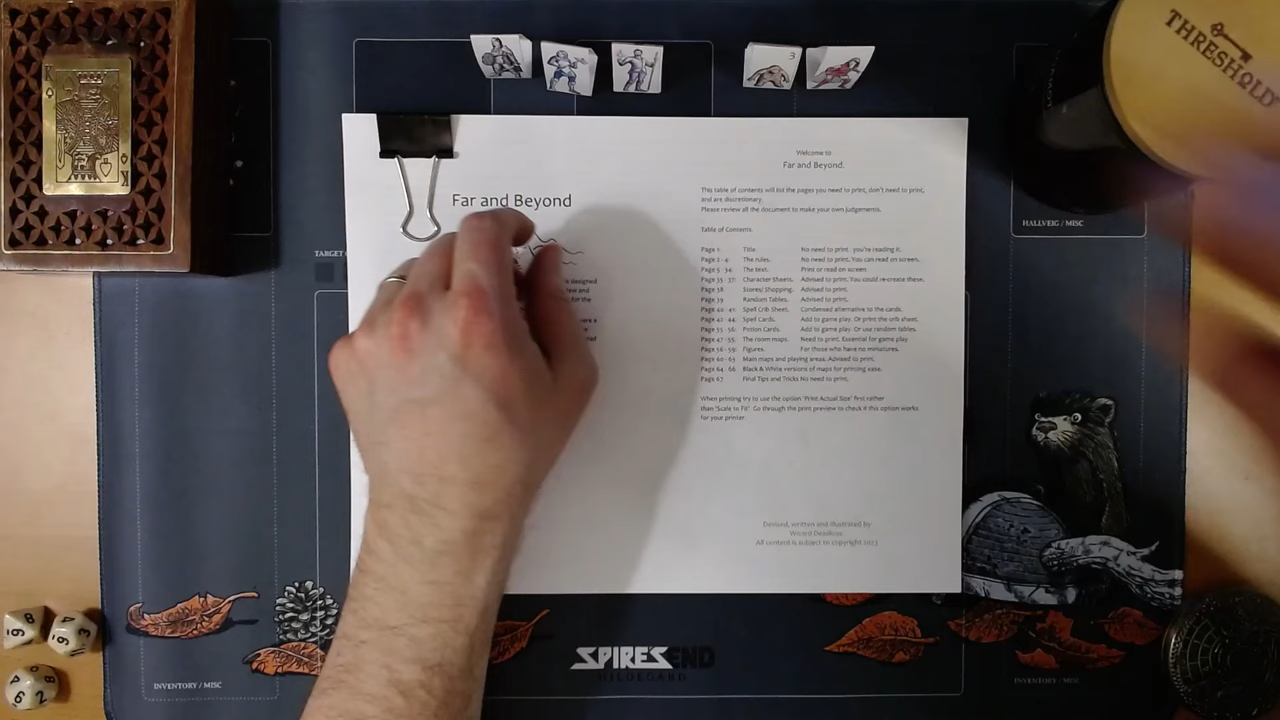 THRESHOLD
K
K
3
HALLVEIG / MISC
TARGET
Far and Beyond
is designed
text and
for the
were a
Welcome to
Far and Beyond.
This table of contents will list the pages you need to print, don't need to print,
and are discretionary.
Please review all the document to make your own judgements.
Table of Contents.
Page 1: Title. No need to print you're reading it.
Page 2 - 4: The rules. No need to print. You can read on screen.
Page 5 - 34: The text. Print or read on screen
Page 35 - 37: Character Sheets. Advised to print. You could re-create these.
Page 38 Stores/ Shopping. Advised to print.
Page 39 Random Tables. Advised to print.
Page 40 - 41: Spell Crib Sheet. Condensed alternative to the cards.
Page 42 - 44: Spell Cards. Add to game play. Or print the crib sheet.
Potion Cards. Add to game play. Or use random tables.
Page 47 - 55: The room maps. Need to print. Essential for game play
Page 56 - 59: Figures. For those who have no miniatures.
Page 60 - 63 Main maps and playing areas. Advised to print.
Page 64 - 66 Black & White versions of maps for printing ease.
Page 67 Final Tips and Tricks No need to print.
When printing try to use the option 'Print Actual Size' first rather
than 'Scale to Fit' Go through the print preview to check if this option works
for your printer.
Devised, written and illustrated by
Wizard Deadloss.
All content is subject to copyright 2023
SPIRES END
HILDEGARD
INVENTORY / MISC
INVENTORY / MISC